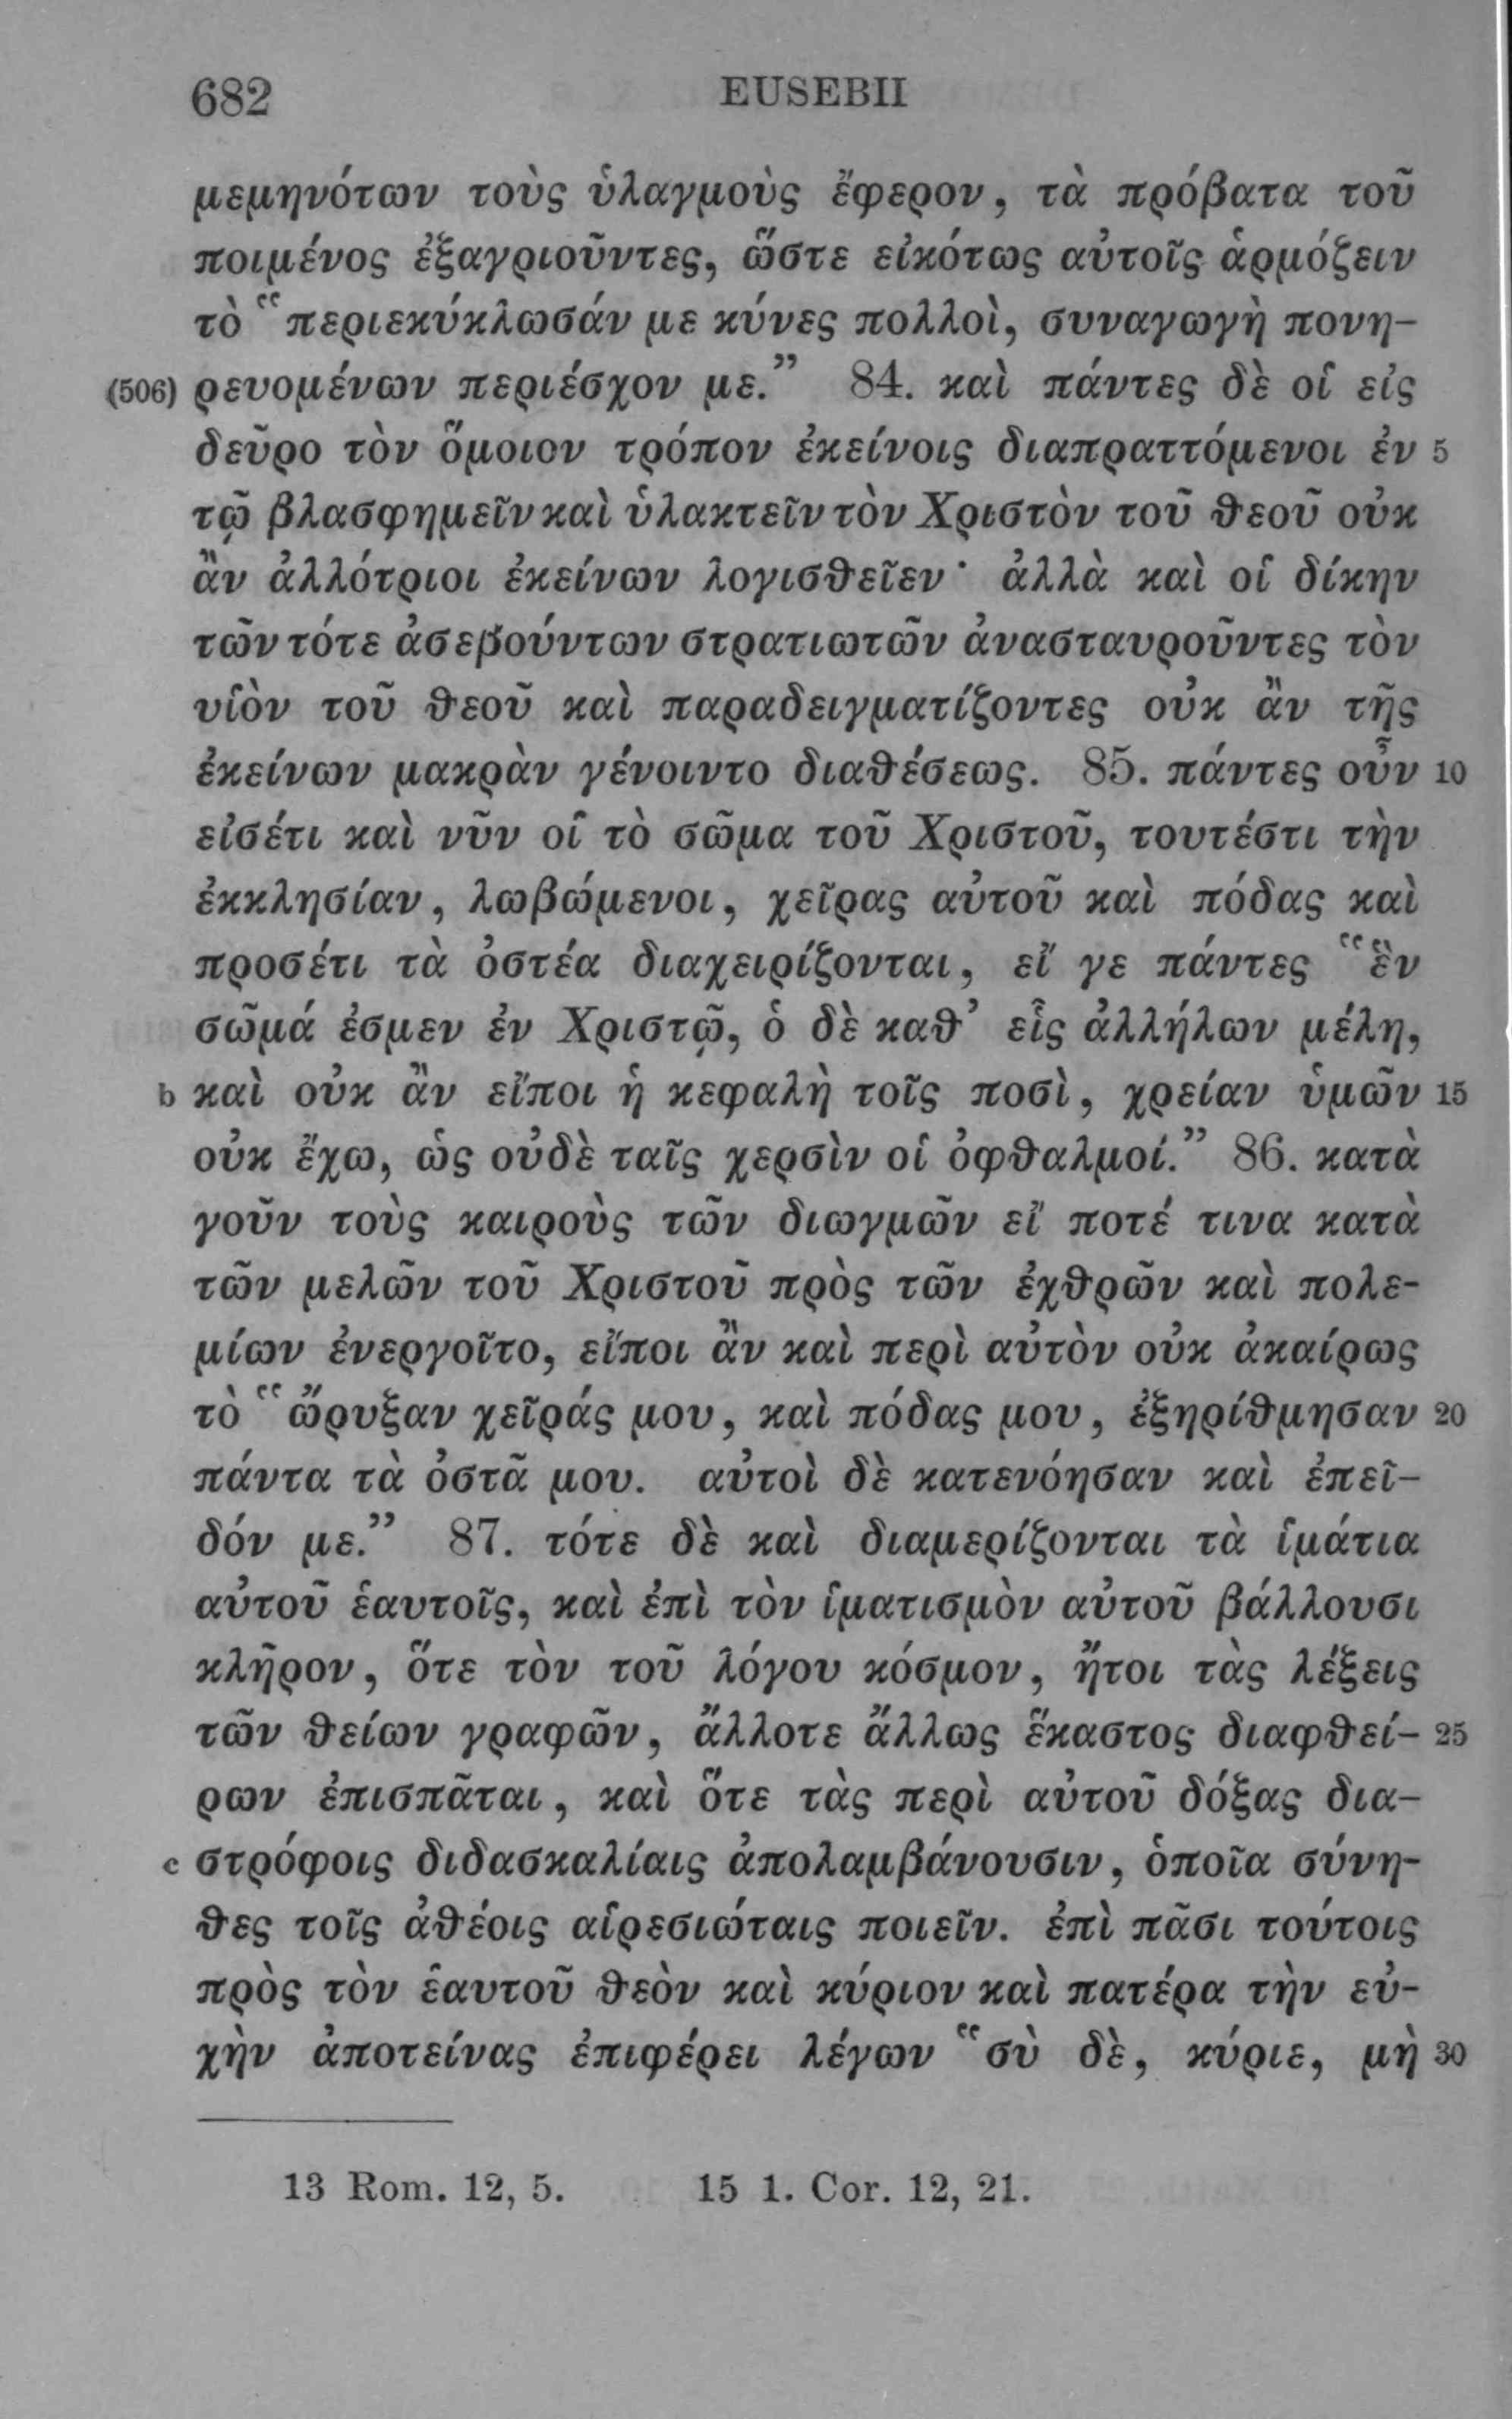 682 EUSEBII
μεμηνότων τοὺς ὑλαγμοὺς ἔφερον, τὰ πρόβατα τοῦ
ποιμένος ἐξαγριοῦντες, ὥστε εἰκότως αὐτοῖς ἁρμόζειν
τὸ “περιεκύκλωσάν με κύνες πολλοὶ, συναγωγὴ πονη-
(506) ρευομένων περιέσχον με.” 84. καὶ πάντες δὲ οἱ εἰς
δεῦρο τὸν ὅμοιον τρόπον ἐκείνοις διαπραττόμενοι ἐν 5
τῷ βλασφημεῖν καὶ ὑλακτεῖν τὸν Χριστὸν τοῦ θεοῦ οὐκ
ἂν ἀλλότριοι ἐκείνων λογισθεῖεν· ἀλλὰ καὶ οἱ δίκην
τῶν τότε ἀσεβούντων στρατιωτῶν ἀνασταυροῦντες τὸν
υἱὸν τοῦ θεοῦ καὶ παραδειγματίζοντες οὐκ ἂν τῆς
ἐκείνων μακρὰν γένοιντο διαθέσεως. 85. πάντες οὖν 10
εἰσέτι καὶ νῦν οἳ τὸ σῶμα τοῦ Χριστοῦ, τουτέστι τὴν
ἐκκλησίαν, λωβώμενοι, χεῖρας αὐτοῦ καὶ πόδας καὶ
προσέτι τὰ ὀστέα διαχειρίζονται, εἴ γε πάντες “ἓν
σῶμά ἐσμεν ἐν Χριστῷ, ὁ δὲ καθ’ εἷς ἀλλήλων μέλη,
b καὶ οὐκ ἂν εἴποι ἡ κεφαλὴ τοῖς ποσὶ, χρείαν ὑμῶν 15
οὐκ ἔχω, ὡς οὐδὲ ταῖς χερσὶν οἱ ὀφθαλμοί.” 86. κατὰ
γοῦν τοὺς καιροὺς τῶν διωγμῶν εἴ ποτέ τινα κατὰ
τῶν μελῶν τοῦ Χριστοῦ πρὸς τῶν ἐχθρῶν καὶ πολε-
μίων ἐνεργοῖτο, εἴποι ἂν καὶ περὶ αὐτὸν οὐκ ἀκαίρως
τὸ “ὤρυξαν χεῖράς μου, καὶ πόδας μου, ἐξηρίθμησαν 20
πάντα τὰ ὀστᾶ μου. αὐτοὶ δὲ κατενόησαν καὶ ἐπεῖ-
δόν με.” 87. τότε δὲ καὶ διαμερίζονται τὰ ἱμάτια
αὐτοῦ ἑαυτοῖς, καὶ ἐπὶ τὸν ἱματισμὸν αὐτοῦ βάλλουσι
κλῆρον, ὅτε τὸν τοῦ λόγου κόσμον, ἤτοι τὰς λέξεις
τῶν θείων γραφῶν, ἄλλοτε ἄλλως ἕκαστος διαφθεί- 25
ρων ἐπισπᾶται, καὶ ὅτε τὰς περὶ αὐτοῦ δόξας δια-
c στρόφοις διδασκαλίαις ἀπολαμβάνουσιν, ὁποῖα σύνη-
θες τοῖς ἀθέοις αἱρεσιώταις ποιεῖν. ἐπὶ πᾶσι τούτοις
πρὸς τὸν ἑαυτοῦ θεὸν καὶ κύριον καὶ πατέρα τὴν εὐ-
χὴν ἀποτείνας ἐπιφέρει λέγων “σὺ δὲ, κύριε, μὴ 30
13 Rom. 12, 5. 15 1. Cor. 12, 21.